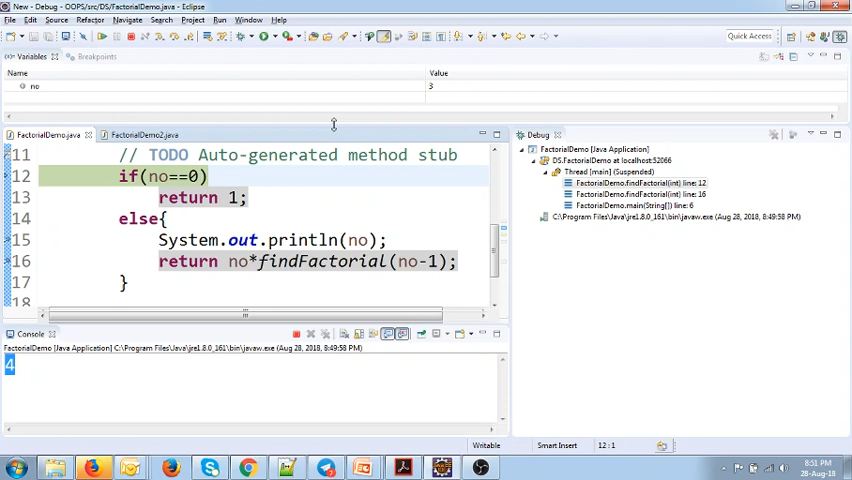 New - Debug - OOPS/src/DS/FactorialDemo.java - Eclipse
File Edit Source Refactor Navigate Search Project Run Window Help
Quick Access
Variables Breakpoints
Name Value
no 3
FactorialDemo.java FactorialDemo2.java
11 // TODO Auto-generated method stub
12 if(no==0)
13 return 1;
14 else{
15 System.out.println(no);
16 return no*findFactorial(no-1);
17 }
18
Debug
FactorialDemo [Java Application]
DS.FactorialDemo at localhost:52066
Thread [main] (Suspended)
FactorialDemo.findFactorial(int) line: 12
FactorialDemo.findFactorial(int) line: 16
FactorialDemo.main(String[]) line: 6
C:\Program Files\Java\jre1.8.0_161\bin\javaw.exe (Aug 28, 2018, 8:49:58 PM)
Console
FactorialDemo [Java Application] C:\Program Files\Java\jre1.8.0_161\bin\javaw.exe (Aug 28, 2018, 8:49:58 PM)
4
Writable Smart Insert 12 : 1
8:51 PM
28-Aug-18